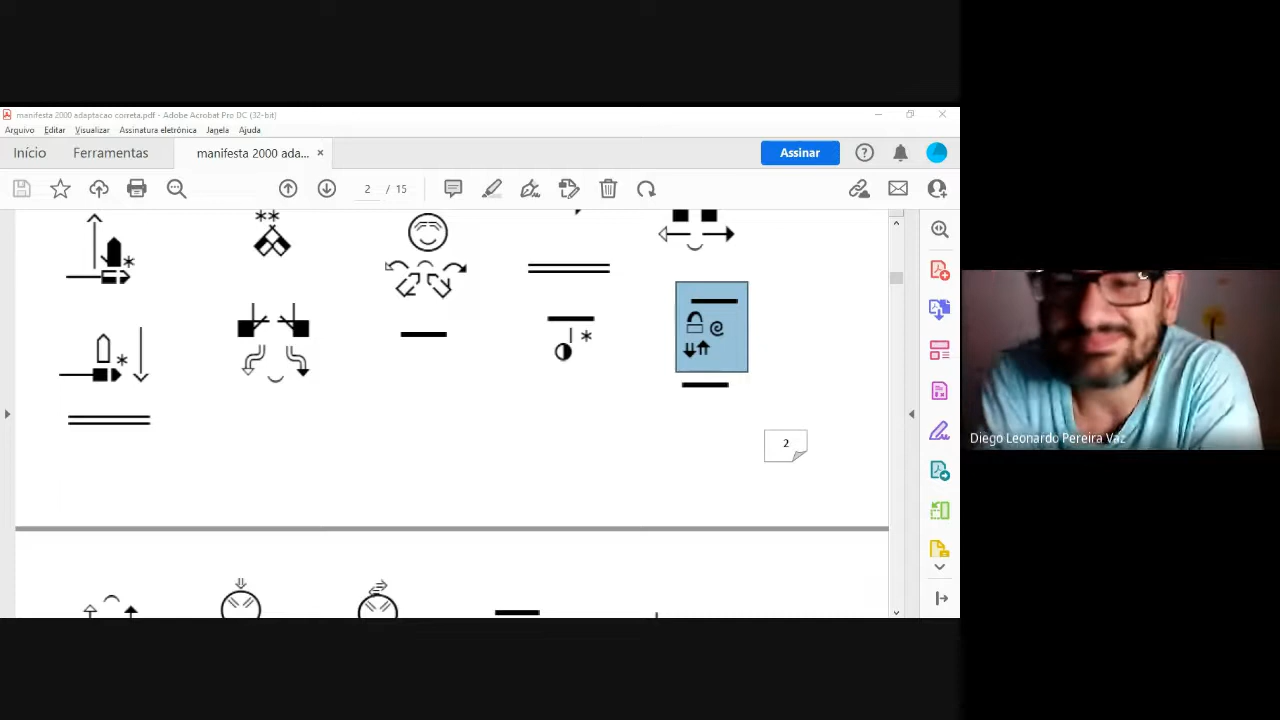 manifesta 2000 adaptacao correta.pdf - Adobe Acrobat Pro DC (32-bit)
Arquivo Editar Visualizar Assinatura eletrônica Janela Ajuda
Início Ferramentas manifesta 2000 ada... × Assinar
2 / 15
2
Diego Leonardo Pereira Vaz